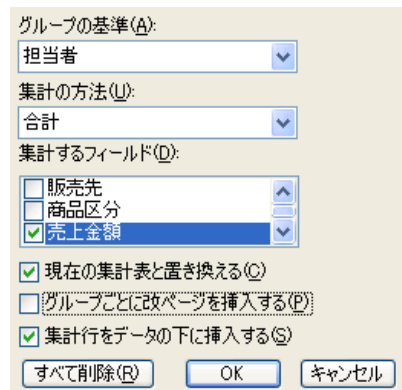 グループの基準(A):
担当者
集計の方法(U):
合計
集計するフィールド(D):
販売先
商品区分
売上金額
現在の集計表と置き換える(C)
グループごとに改ページを挿入する(P)
集計行をデータの下に挿入する(S)
すべて削除(R) OK キャンセル